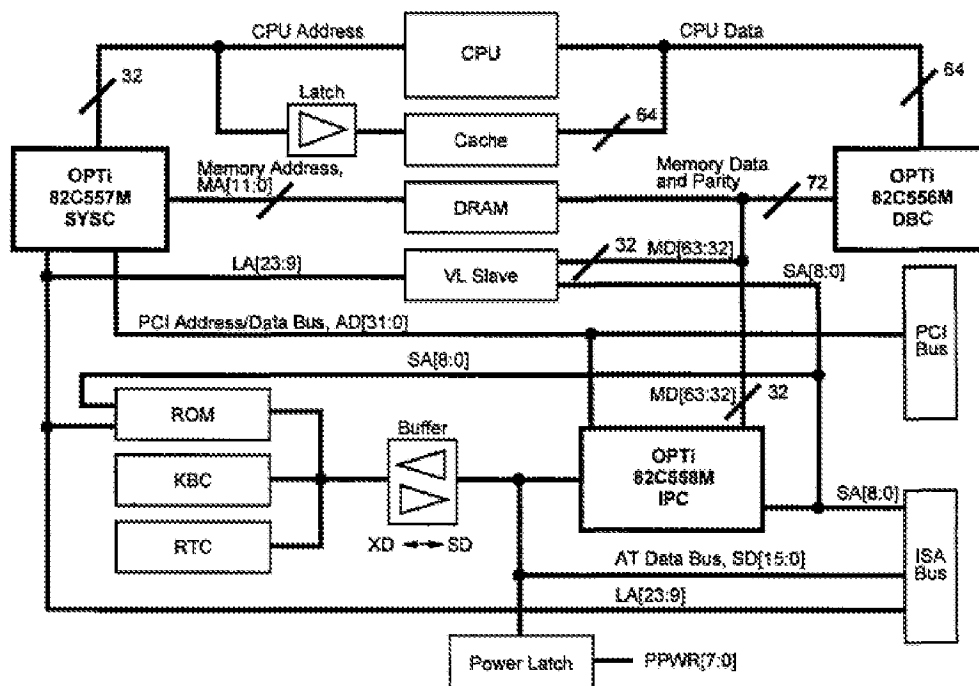 CPU Address
CPU
CPU Data
32
64
Latch
64
Cache
OPTi
82C557M
SYSC
Memory Address,
MA[11:0]
DRAM
Memory Data
and Parity
72
OPTi
82C556M
DBC
LA[23:9]
VL Slave
32
MD[63:32]
SA[8:0]
PCI Address/Data Bus, AD[31:0]
PCI
Bus
SA[8:0]
MD[63:32]
32
ROM
Buffer
OPTi
82C558M
IPC
KBC
SA[8:0]
RTC
XD
SD
AT Data Bus, SD[15:0]
ISA
Bus
LA[23:9]
Power Latch
PPWR[7:0]